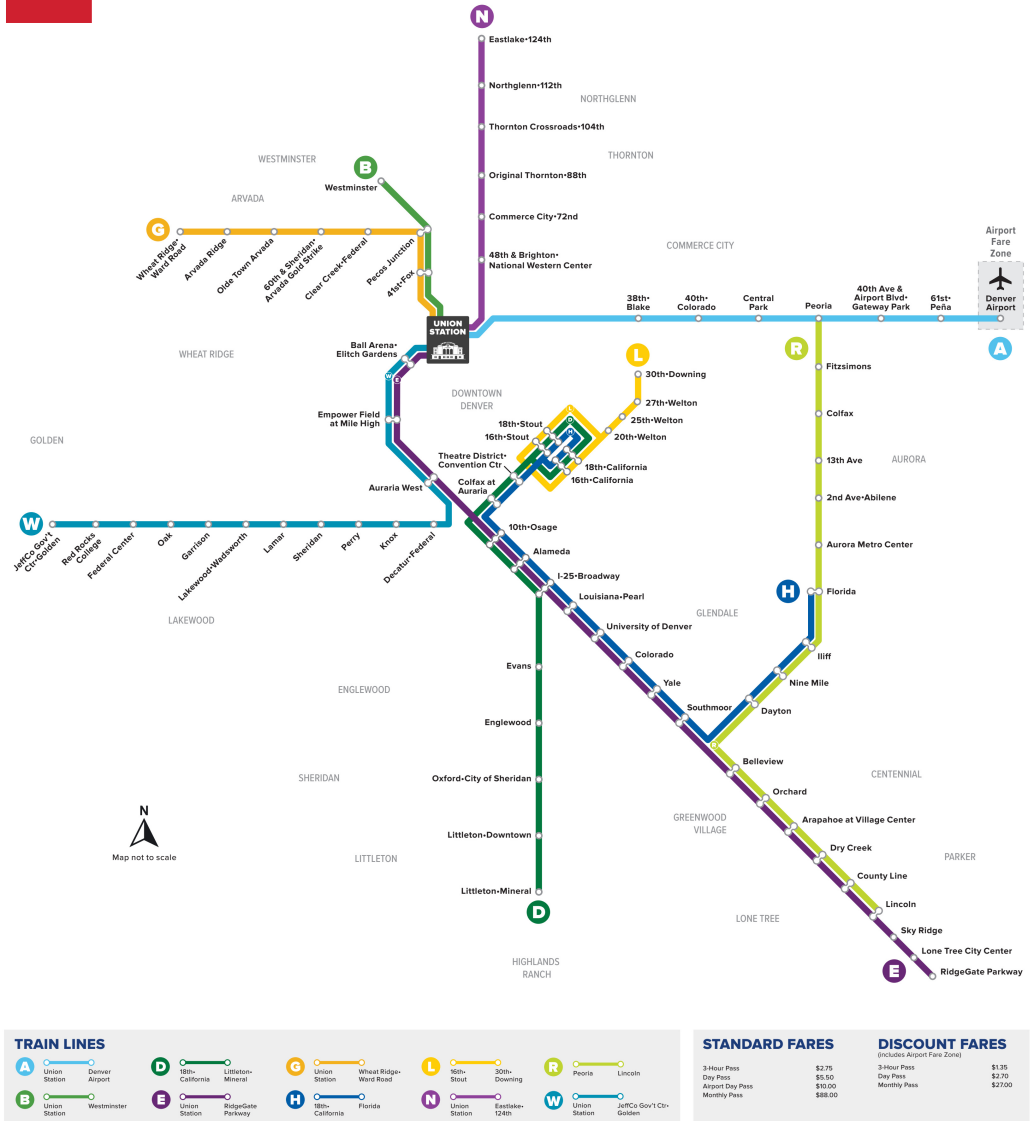 N
Eastlake•124th
Northglenn•112th
NORTHGLENN
Thornton Crossroads•104th
THORNTON
WESTMINSTER
B
Westminster
Original Thornton•88th
ARVADA
Commerce City•72nd
G
Wheat Ridge•
Ward Road
Arvada Ridge
Olde Town Arvada
60th & Sheridan•
Arvada Gold Strike
Clear Creek•Federal
Pecos Junction
41st•Fox
48th & Brighton•
National Western Center
COMMERCE CITY
Airport
Fare
Zone
Denver
Airport
A
38th•
Blake
40th•
Colorado
Central
Park
Peoria
40th Ave &
Airport Blvd•
Gateway Park
61st•
Peña
UNION
STATION
Ball Arena•
Elitch Gardens
WHEAT RIDGE
W
E
L
30th•Downing
27th•Welton
25th•Welton
20th•Welton
R
Fitzsimons
Colfax
13th Ave
AURORA
2nd Ave•Abilene
Aurora Metro Center
DOWNTOWN
DENVER
Empower Field
at Mile High
L
D
H
18th•Stout
16th•Stout
Theatre District•
Convention Ctr
18th•California
16th•California
Colfax at
Auraria
Auraria West
GOLDEN
W
JeffCo Gov't
Ctr•Golden
Red Rocks
College
Federal Center
Oak
Garrison
Lakewood•Wadsworth
Lamar
Sheridan
Perry
Knox
Decatur•Federal
LAKEWOOD
10th•Osage
Alameda
I-25•Broadway
Louisiana•Pearl
University of Denver
Colorado
Yale
Southmoor
GLENDALE
H
Florida
Iliff
Nine Mile
Dayton
R
Evans
ENGLEWOOD
Englewood
SHERIDAN
Oxford•City of Sheridan
Littleton•Downtown
LITTLETON
Littleton•Mineral
D
HIGHLANDS
RANCH
Belleview
Orchard
Arapahoe at Village Center
Dry Creek
County Line
Lincoln
Sky Ridge
Lone Tree City Center
RidgeGate Parkway
E
CENTENNIAL
GREENWOOD
VILLAGE
PARKER
LONE TREE
N
Map not to scale
TRAIN LINES
A
Union
Station
Denver
Airport
D
18th•
California
Littleton•
Mineral
G
Union
Station
Wheat Ridge•
Ward Road
L
16th•
Stout
30th•
Downing
R
Peoria
Lincoln
B
Union
Station
Westminster
E
Union
Station
RidgeGate
Parkway
H
18th•
California
Florida
N
Union
Station
Eastlake•
124th
W
Union
Station
JeffCo Gov't Ctr•
Golden
STANDARD FARES
3-Hour Pass $2.75
Day Pass $5.50
Airport Day Pass $10.00
Monthly Pass $88.00
DISCOUNT FARES
(includes Airport Fare Zone)
3-Hour Pass $1.35
Day Pass $2.70
Monthly Pass $27.00